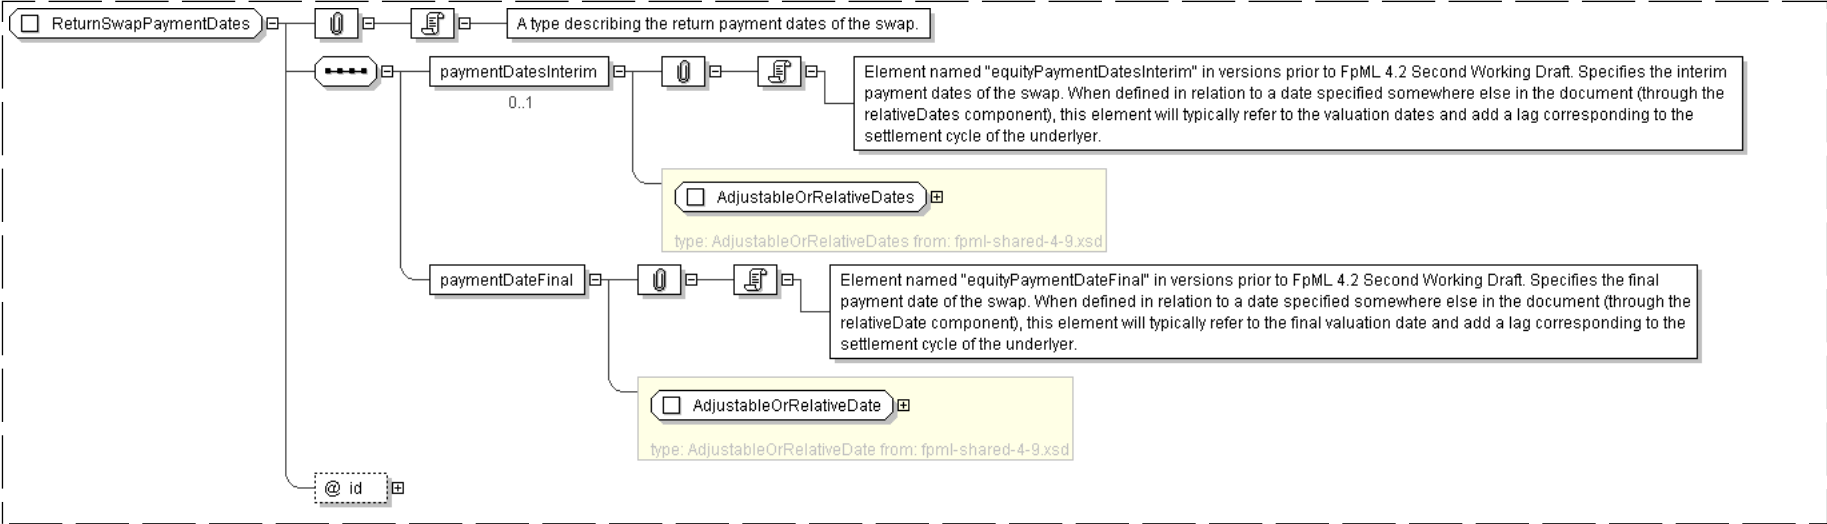 ReturnSwapPaymentDates
A type describing the return payment dates of the swap.
paymentDatesInterim
0..1
Element named "equityPaymentDatesInterim" in versions prior to FpML 4.2 Second Working Draft. Specifies the interim
payment dates of the swap. When defined in relation to a date specified somewhere else in the document (through the
relativeDates component), this element will typically refer to the valuation dates and add a lag corresponding to the
settlement cycle of the underlyer.
AdjustableOrRelativeDates
type: AdjustableOrRelativeDates from: fpml-shared-4-9.xsd
paymentDateFinal
Element named "equityPaymentDateFinal" in versions prior to FpML 4.2 Second Working Draft. Specifies the final
payment date of the swap. When defined in relation to a date specified somewhere else in the document (through the
relativeDate component), this element will typically refer to the final valuation date and add a lag corresponding to the
settlement cycle of the underlyer.
AdjustableOrRelativeDate
type: AdjustableOrRelativeDate from: fpml-shared-4-9.xsd
@ id